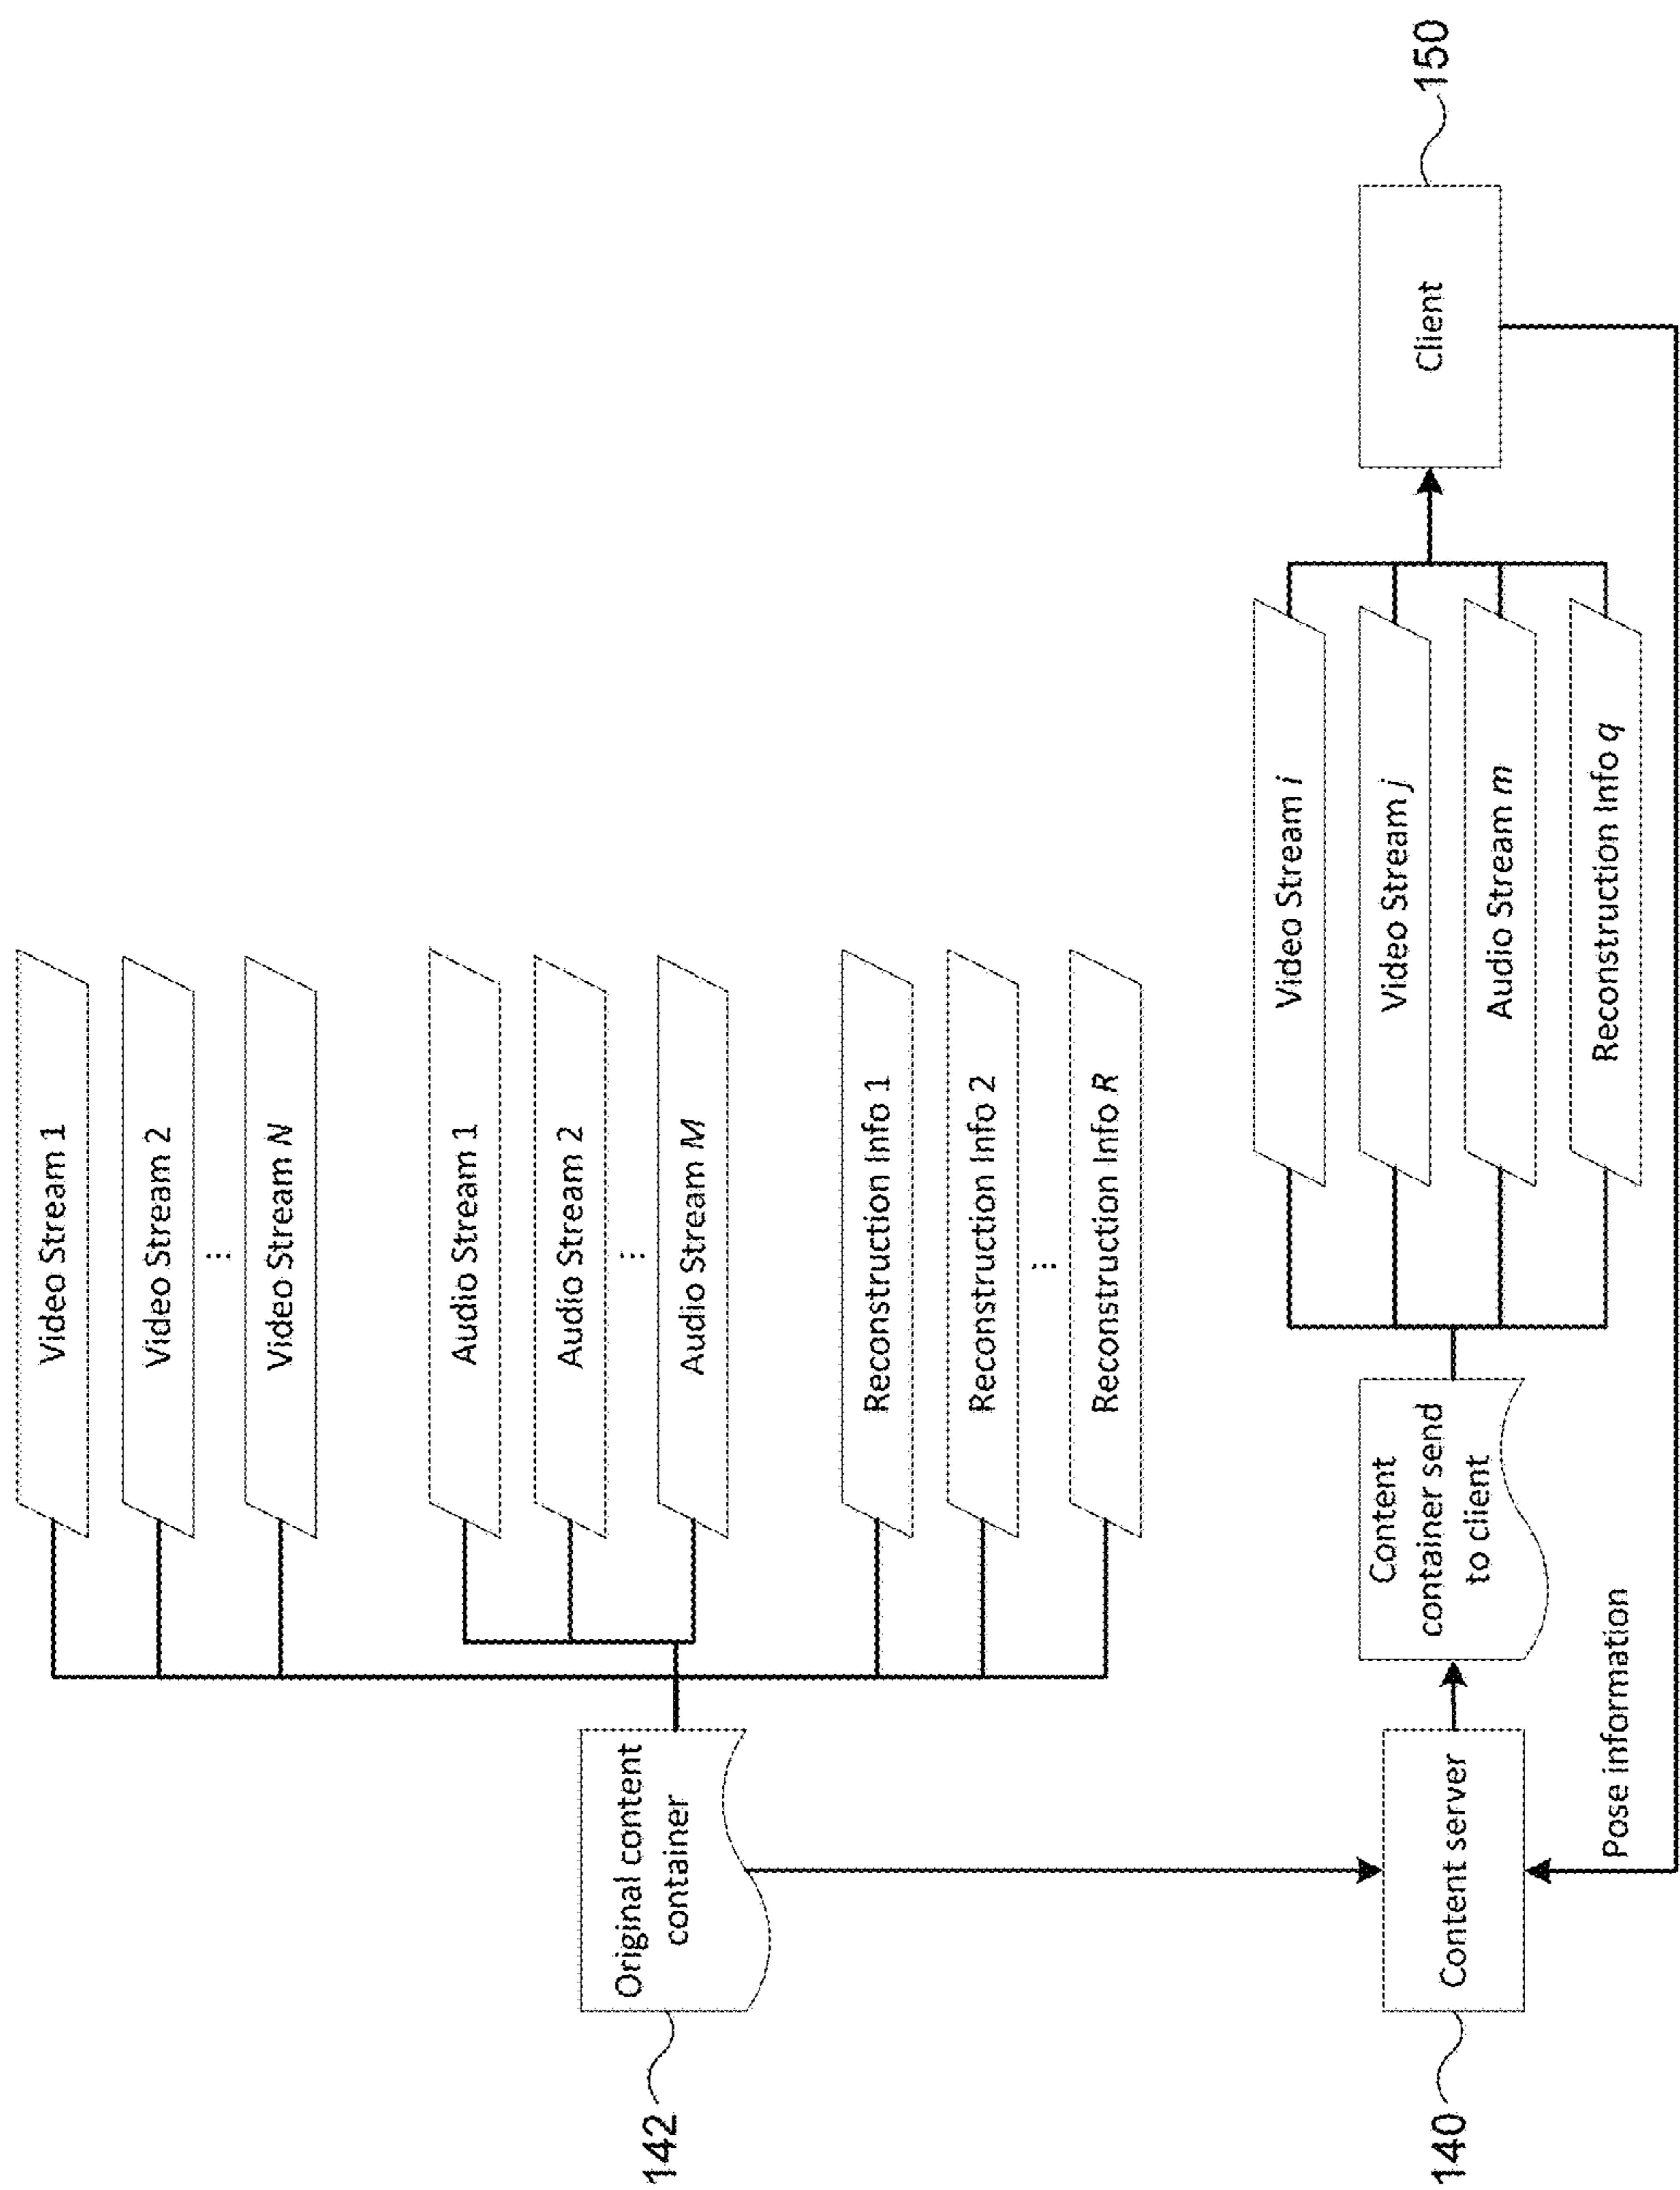 Video Stream 1
Video Stream 2
...
Video Stream N
Audio Stream 1
Audio Stream 2
...
Audio Stream M
Reconstruction Info 1
Reconstruction Info 2
...
Reconstruction Info R
142
Original content
container
140
Content server
Content
container send
to client
Video Stream i
Video Stream j
Audio Stream m
Reconstruction Info q
Client
150
Pose information